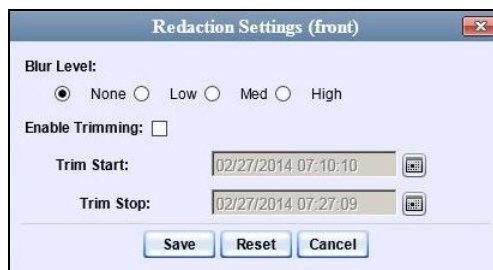 Redaction Settings (front)
Blur Level:
None Low Med High
Enable Trimming:
Trim Start: 02/27/2014 07:10:10
Trim Stop: 02/27/2014 07:27:09
Save Reset Cancel